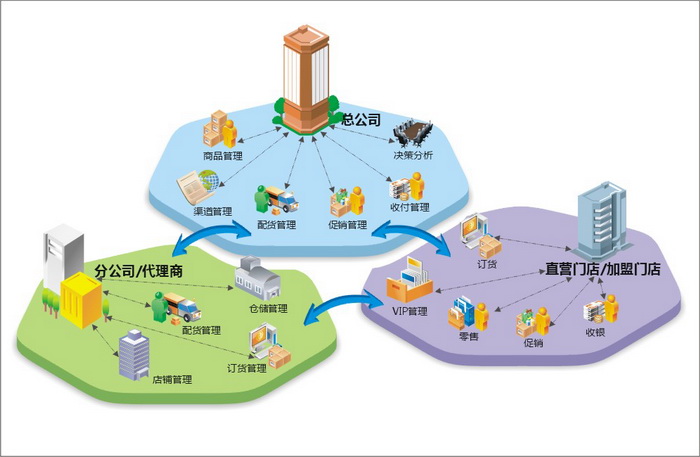 总公司
商品管理
决策分析
渠道管理
配货管理
促销管理
收付管理
分公司/代理商
仓储管理
配货管理
店铺管理
订货管理
订货
直营门店/加盟门店
VIP管理
零售
促销
收银